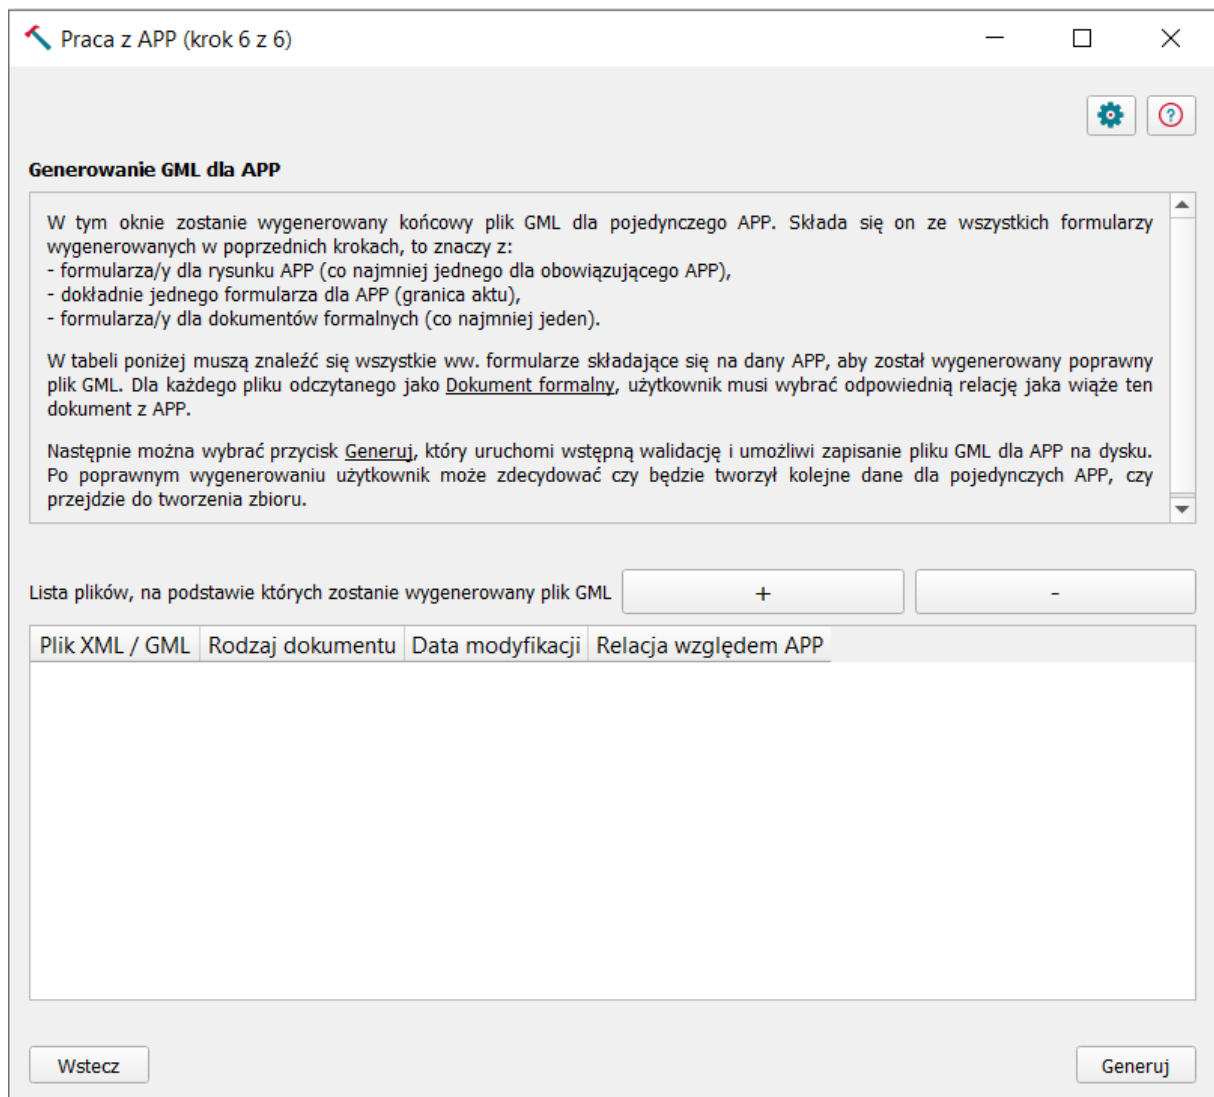 Praca z APP (krok 6 z 6)
Generowanie GML dla APP
W tym oknie zostanie wygenerowany końcowy plik GML dla pojedynczego APP. Składa się on ze wszystkich formularzy
wygenerowanych w poprzednich krokach, to znaczy z:
- formularza/y dla rysunku APP (co najmniej jednego dla obowiązującego APP),
- dokładnie jednego formularza dla APP (granica aktu),
- formularza/y dla dokumentów formalnych (co najmniej jeden).
W tabeli poniżej muszą znaleźć się wszystkie ww. formularze składające się na dany APP, aby został wygenerowany poprawny
plik GML. Dla każdego pliku odczytanego jako Dokument formalny, użytkownik musi wybrać odpowiednią relację jaka wiąże ten
dokument z APP.
Następnie można wybrać przycisk Generuj, który uruchomi wstępną walidację i umożliwi zapisanie pliku GML dla APP na dysku.
Po poprawnym wygenerowaniu użytkownik może zdecydować czy będzie tworzył kolejne dane dla pojedynczych APP, czy
przejdzie do tworzenia zbioru.
Lista plików, na podstawie których zostanie wygenerowany plik GML + -
Plik XML / GML Rodzaj dokumentu Data modyfikacji Relacja względem APP
Wstecz Generuj